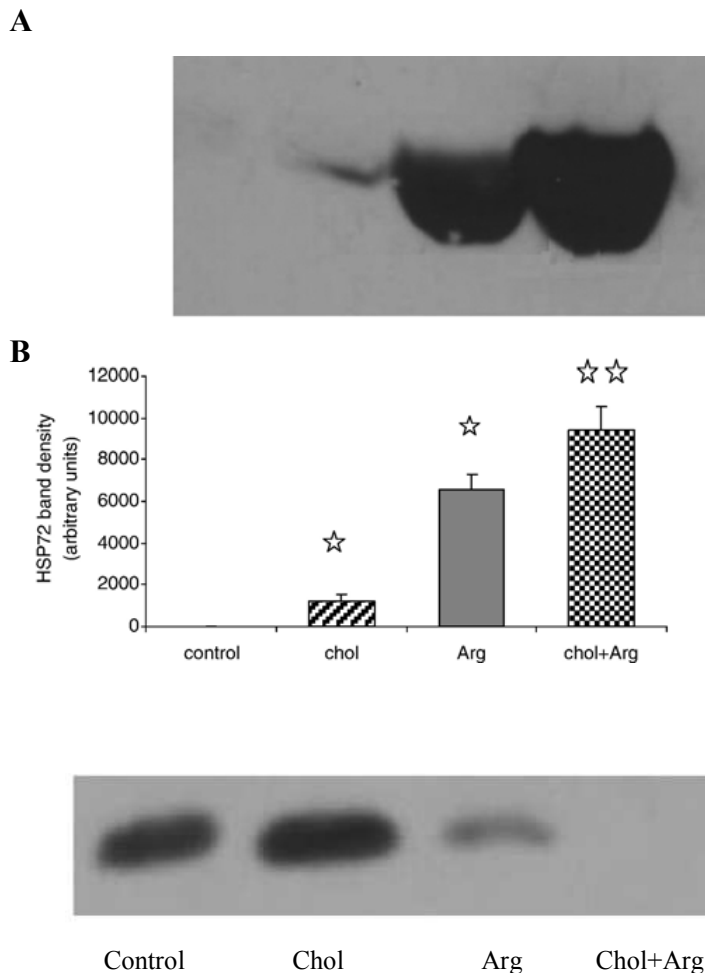 A
B
HSP72 band density
(arbitrary units)
12000
10000
8000
6000
4000
2000
0
control chol Arg chol+Arg
Control Chol Arg Chol+Arg